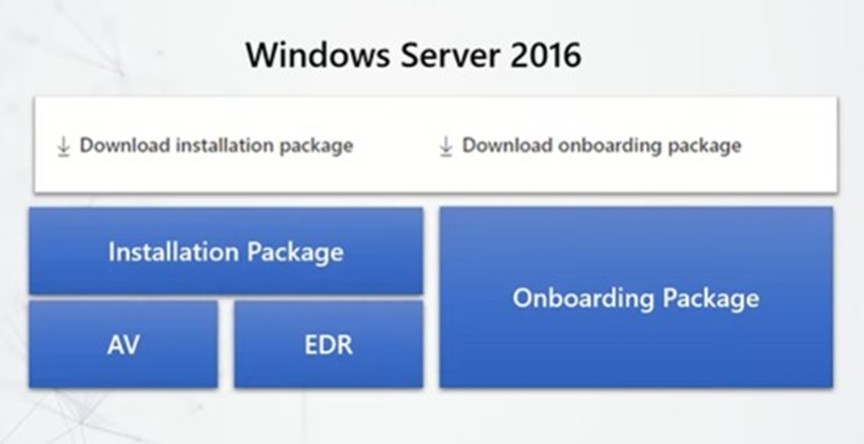 Windows Server 2016
Download installation package
Download onboarding package
Installation Package
Onboarding Package
AV
EDR